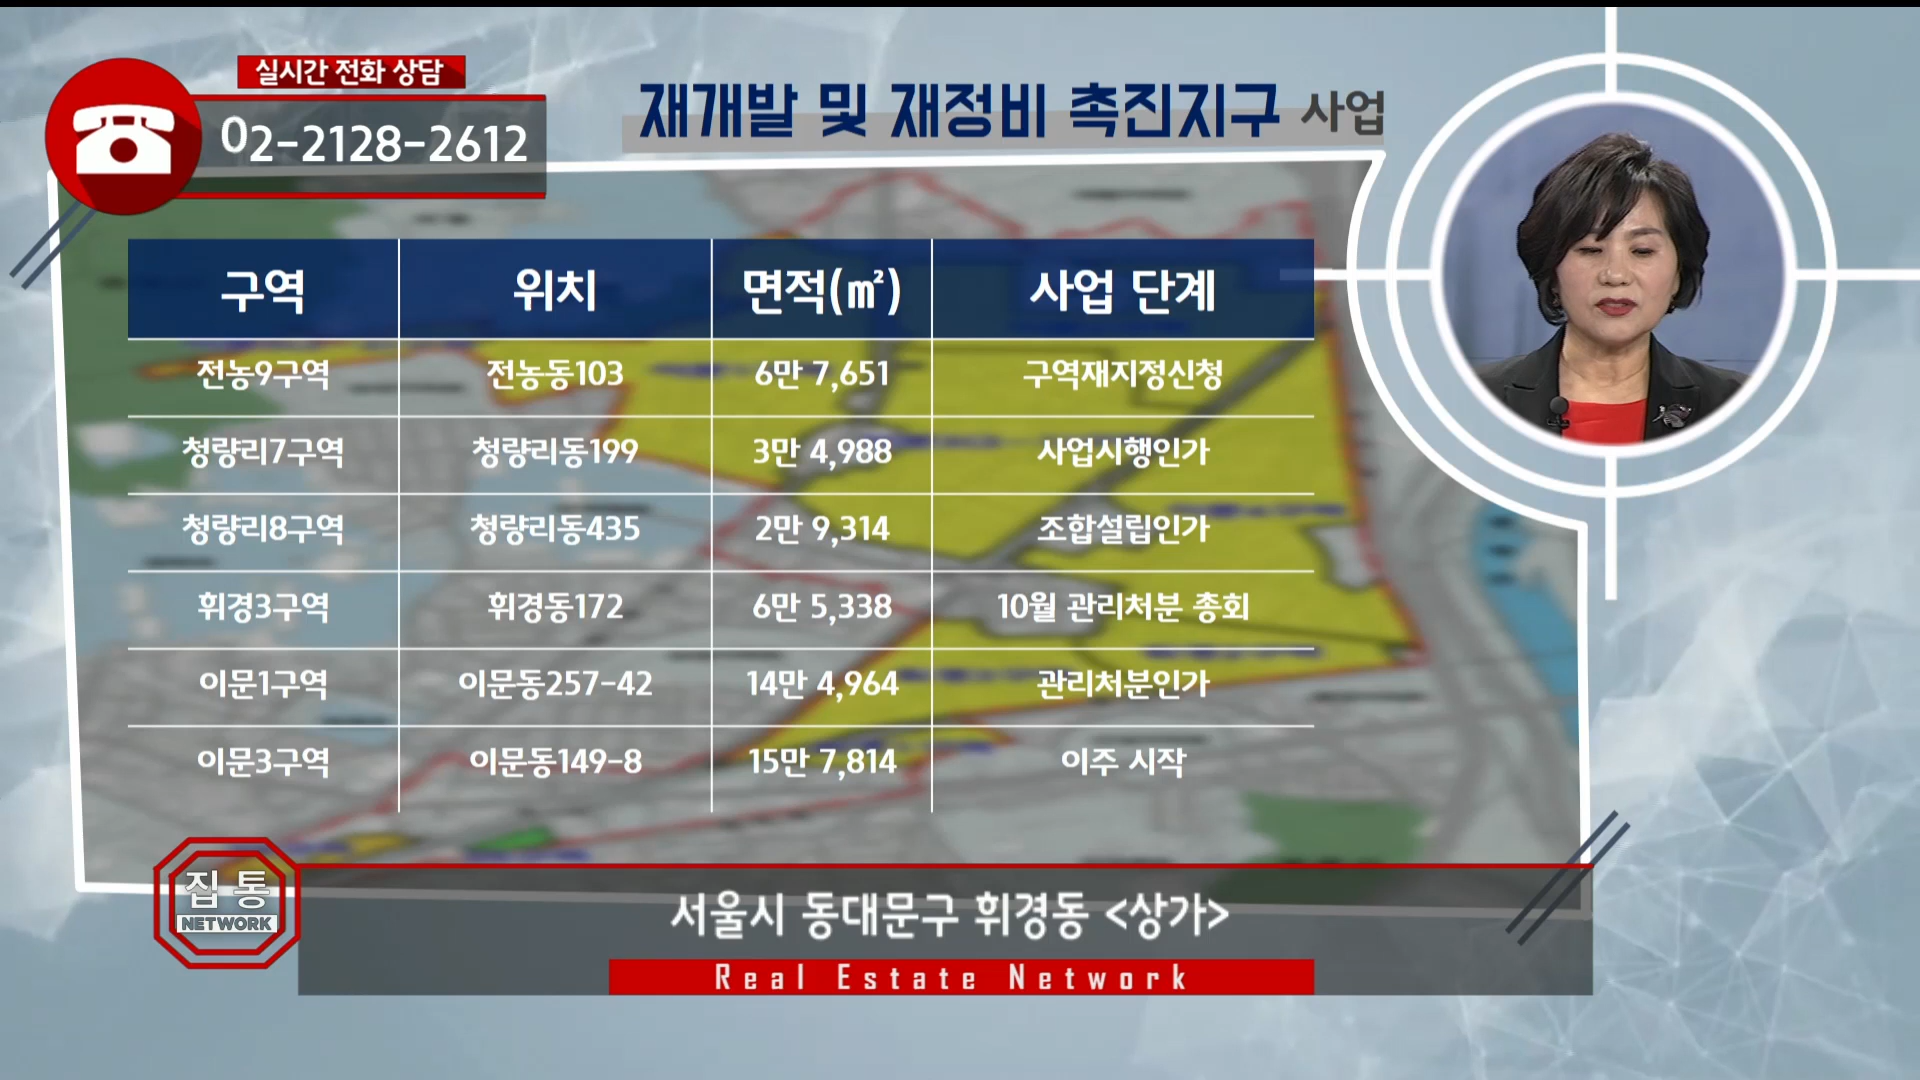 실시간 전화 상담
02-2128-2612
재개발 및 재정비 촉진지구 사업
구역 위치 면적(㎡) 사업 단계
전농9구역 전농동103 6만 7,651 구역재지정신청
청량리7구역 청량리동199 3만 4,988 사업시행인가
청량리8구역 청량리동435 2만 9,314 조합설립인가
휘경3구역 휘경동172 6만 5,338 10월 관리처분 총회
이문1구역 이문동257-42 14만 4,964 관리처분인가
이문3구역 이문동149-8 15만 7,814 이주 시작
집통
NETWORK
서울시 동대문구 휘경동 <상가>
Real Estate Network